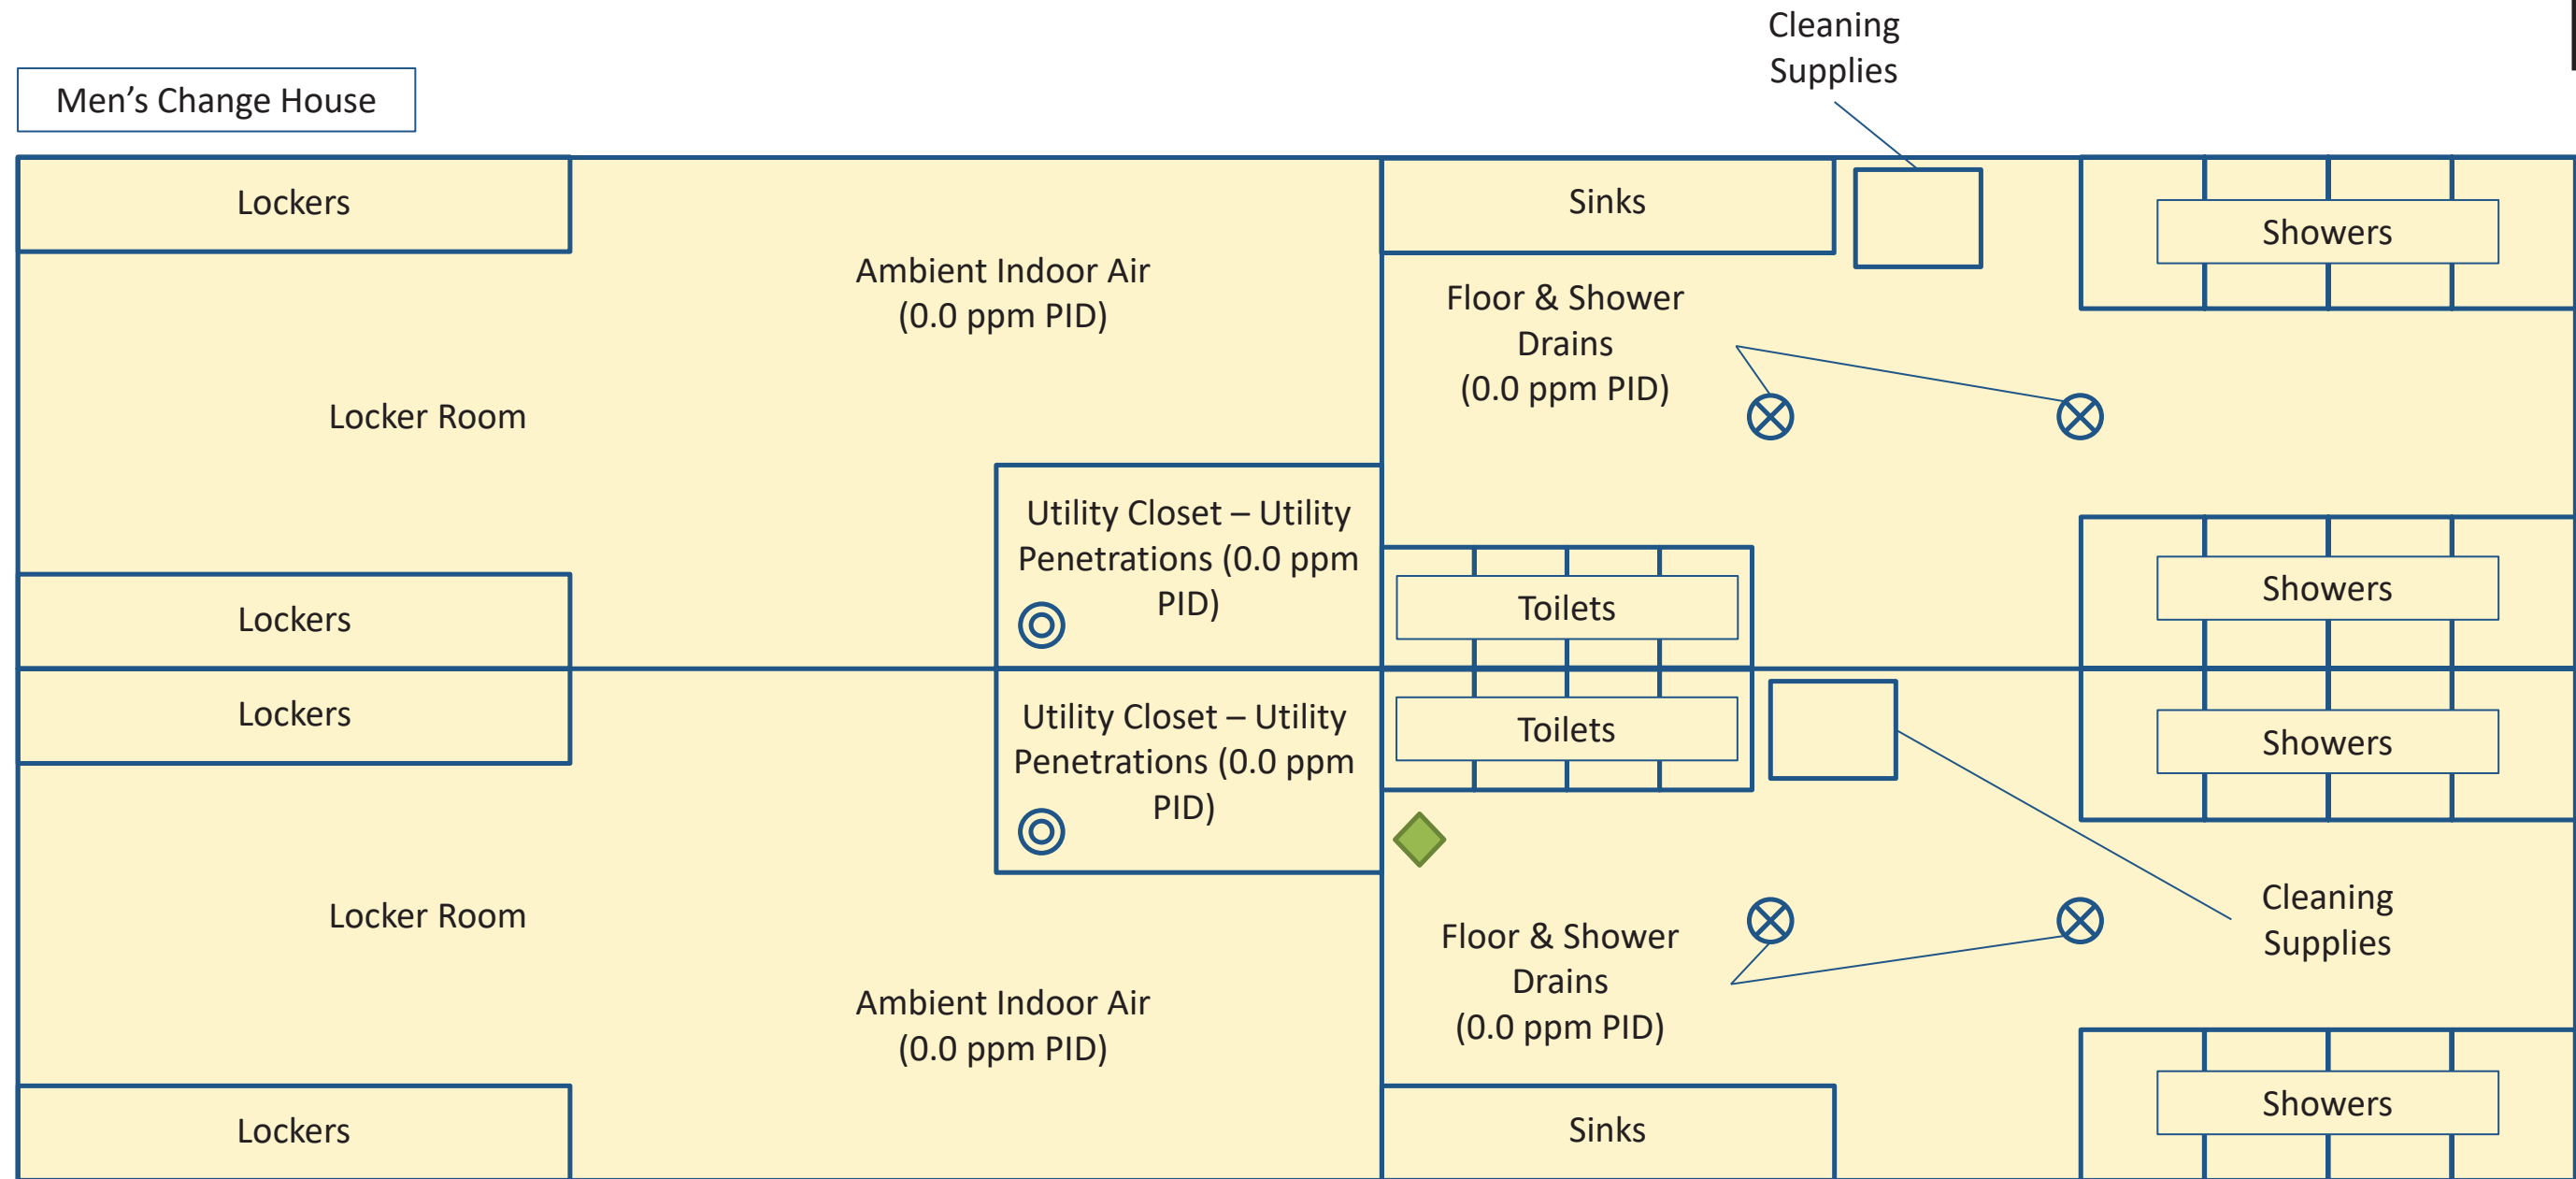 Cleaning
Supplies
Men’s Change House
Lockers
Sinks
Showers
Ambient Indoor Air
(0.0 ppm PID)
Floor & Shower
Drains
(0.0 ppm PID)
Locker Room
Utility Closet – Utility
Penetrations (0.0 ppm
PID)
Lockers
Toilets
Showers
Lockers
Utility Closet – Utility
Penetrations (0.0 ppm
PID)
Toilets
Showers
Locker Room
Floor & Shower
Drains
(0.0 ppm PID)
Cleaning
Supplies
Ambient Indoor Air
(0.0 ppm PID)
Lockers
Sinks
Showers